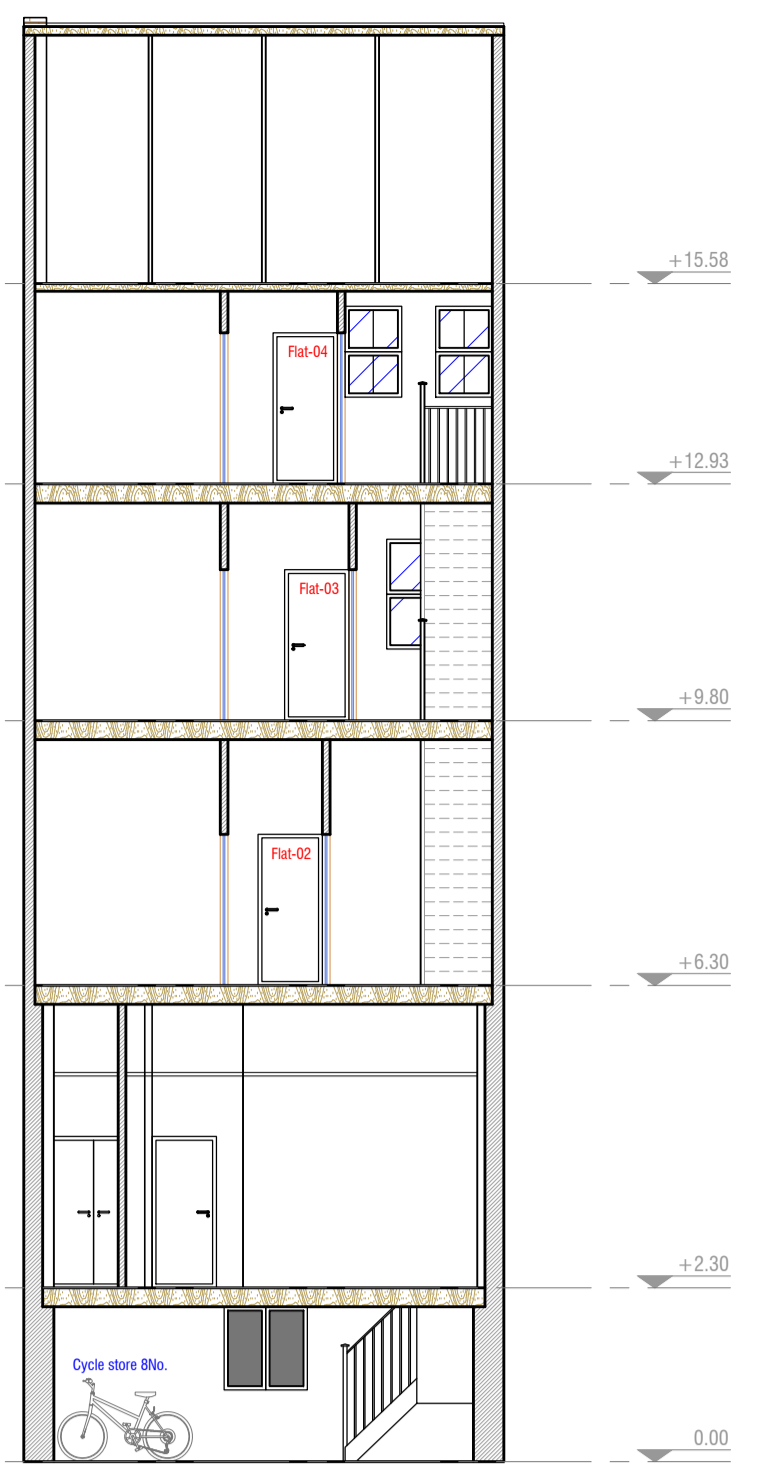 +15.58
Flat-04
+12.93
Flat-03
+9.80
Flat-02
+6.30
+2.30
Cycle store 8No.
0.00